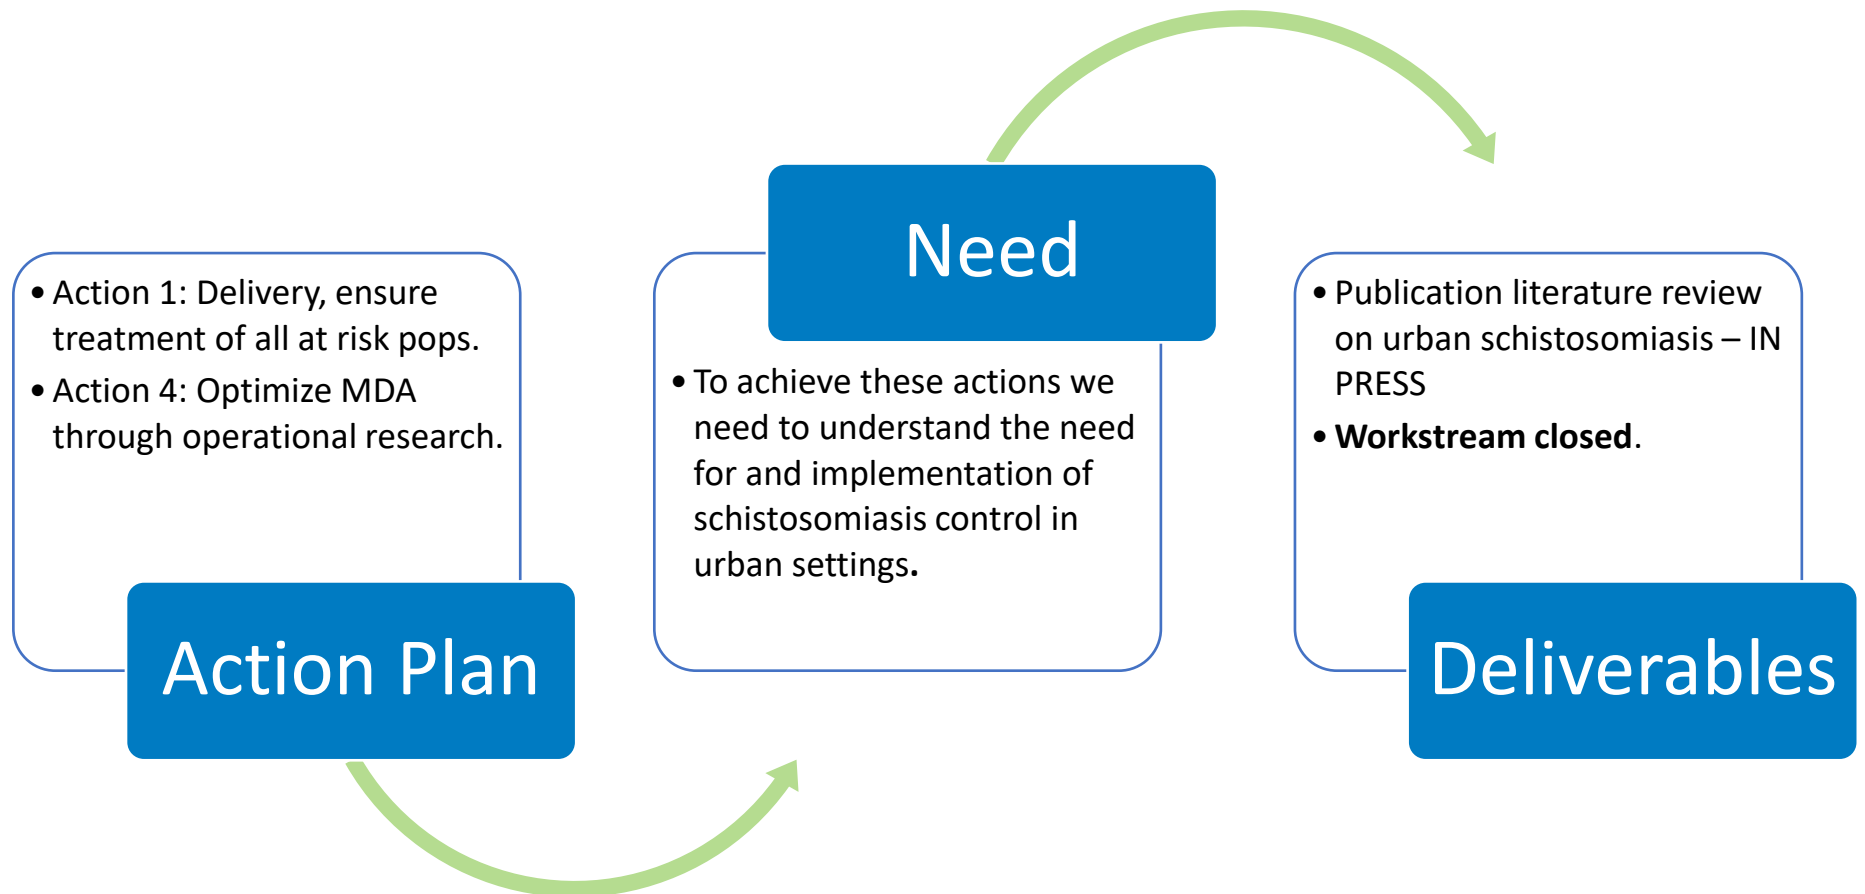 • Action 1: Delivery, ensure
treatment of all at risk pops.
• Action 4: Optimize MDA
through operational research.
Action Plan
Need
• To achieve these actions we
need to understand the need
for and implementation of
schistosomiasis control in
urban settings.
• Publication literature review
on urban schistosomiasis – IN
PRESS
• Workstream closed.
Deliverables